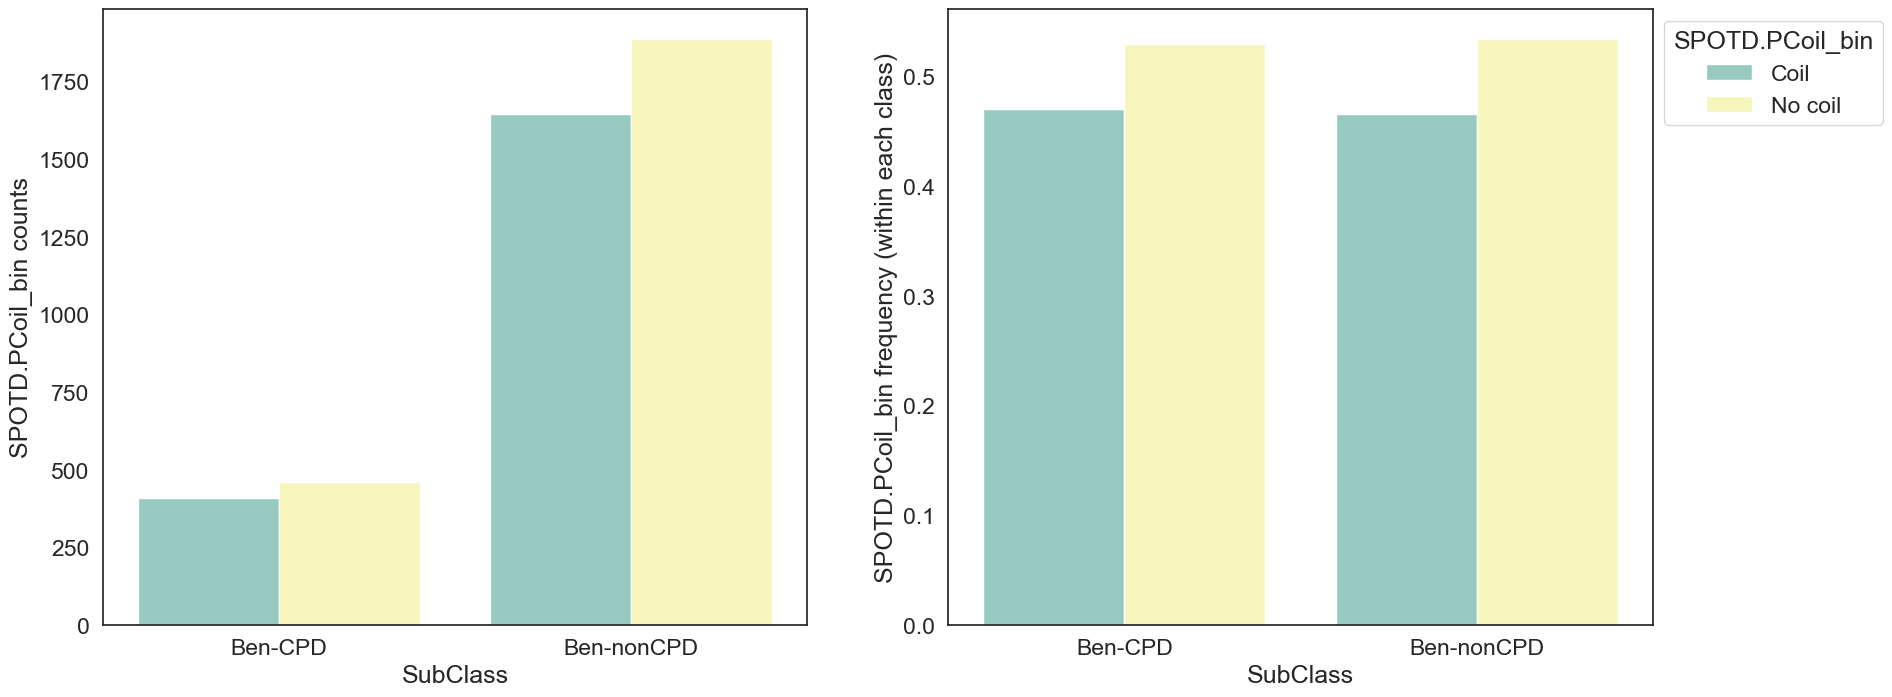 SPOTD.PCoil_bin counts
1750
1500
1250
1000
750
500
250
0
Ben-CPD Ben-nonCPD
SubClass
SPOTD.PCoil_bin frequency (within each class)
0.5
0.4
0.3
0.2
0.1
0.0
Ben-CPD Ben-nonCPD
SubClass
SPOTD.PCoil_bin
Coil
No coil